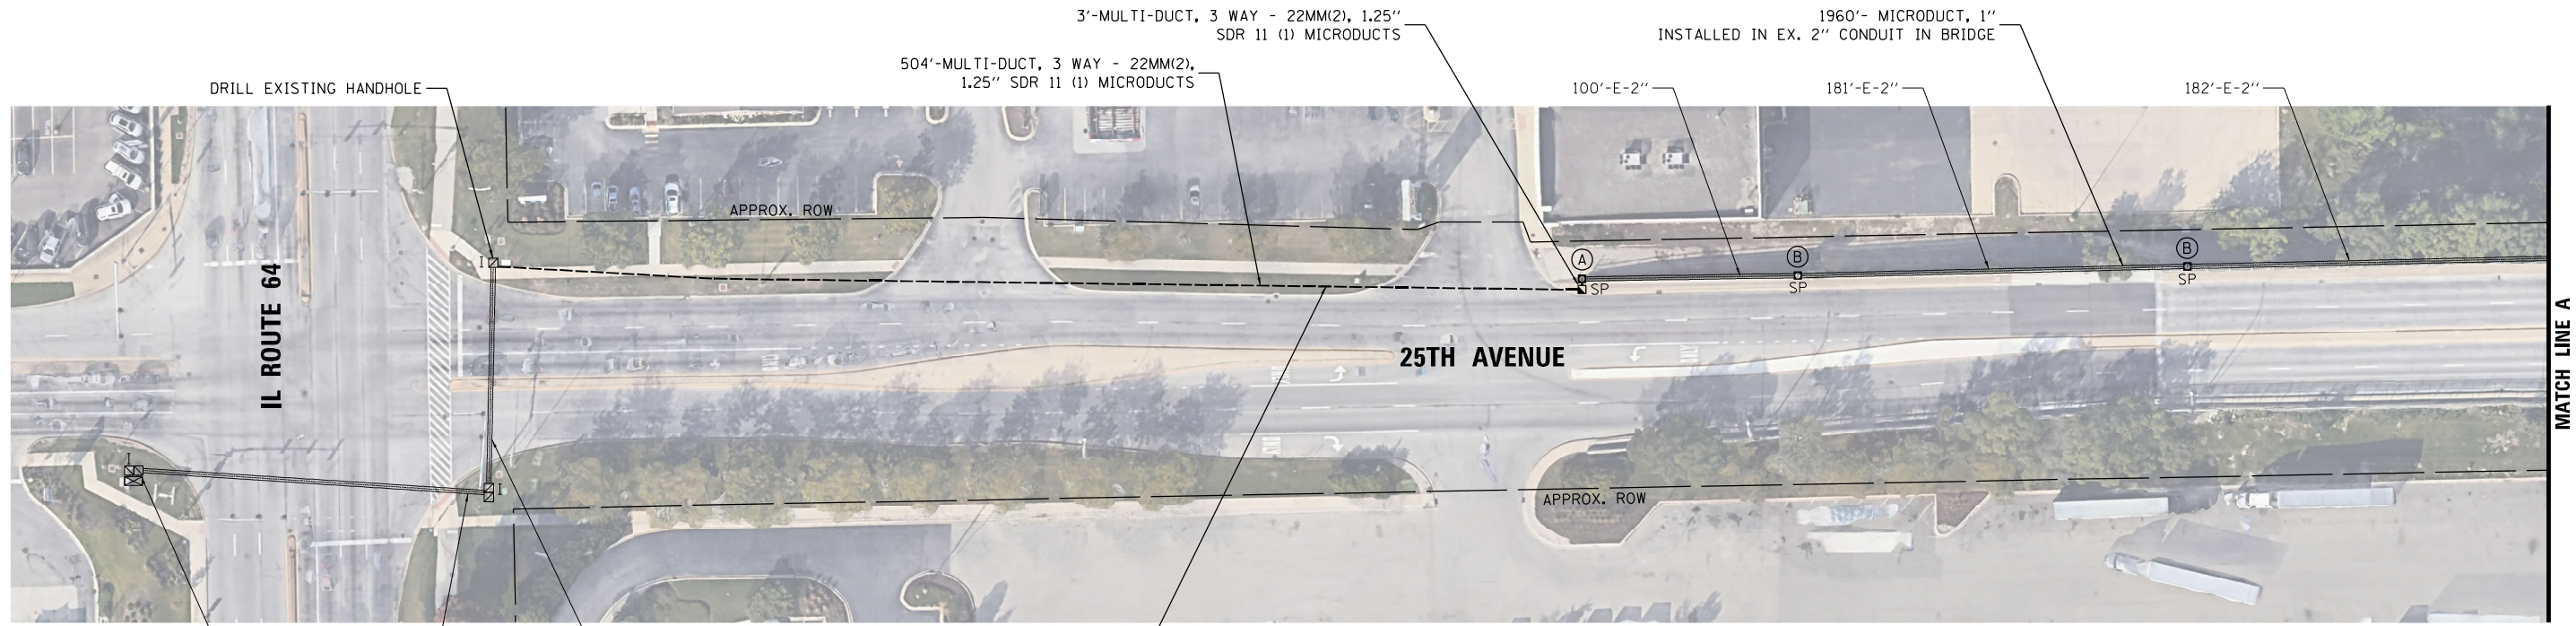 3'-MULTI-DUCT, 3 WAY - 22MM(2), 1.25"
SDR 11 (1) MICRODUCTS
1960'- MICRODUCT, 1"
INSTALLED IN EX. 2" CONDUIT IN BRIDGE
504'-MULTI-DUCT, 3 WAY - 22MM(2),
1.25" SDR 11 (1) MICRODUCTS
DRILL EXISTING HANDHOLE
100'-E-2"
181'-E-2"
182'-E-2"
APPROX. ROW
I
A
SP
B
SP
B
SP
IL ROUTE 64
25TH AVENUE
MATCH LINE A
I
I
APPROX. ROW